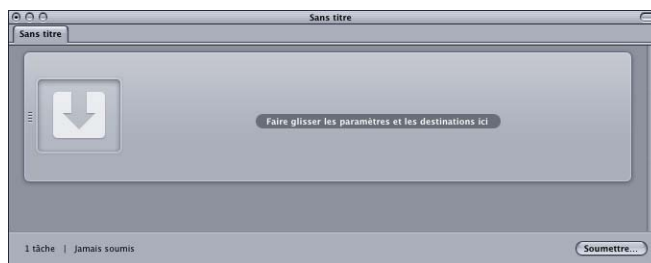 Sans titre
Sans titre
Faire glisser les paramètres et les destinations ici
1 tâche | Jamais soumis
Soumettre...